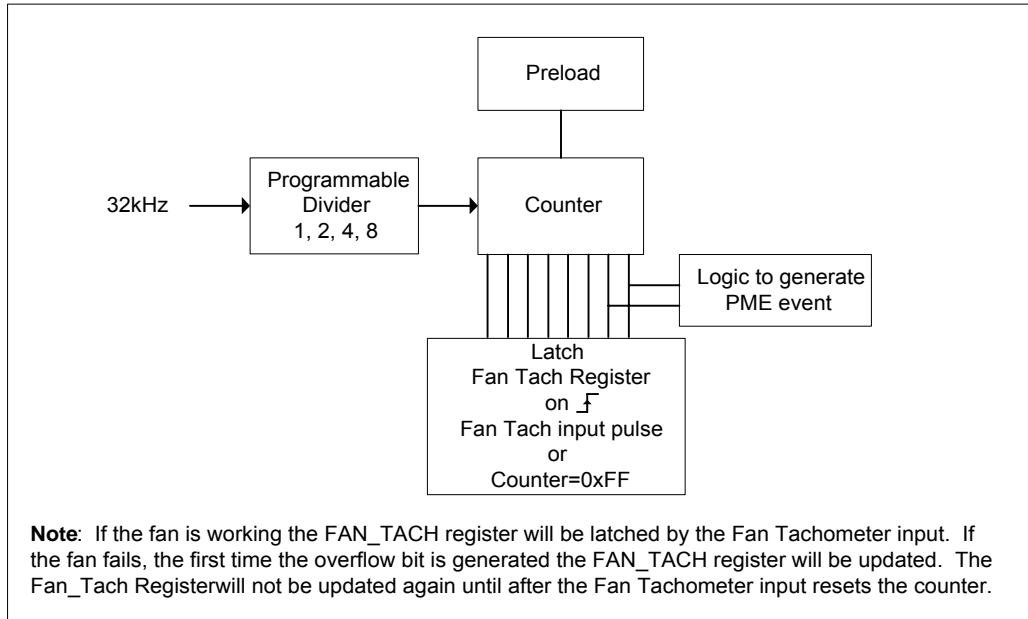 Preload
32kHz
Programmable
Divider
1, 2, 4, 8
Counter
Logic to generate
PME event
Latch
Fan Tach Register
on
Fan Tach input pulse
or
Counter=0xFF
Note: If the fan is working the FAN_TACH register will be latched by the Fan Tachometer input. If
the fan fails, the first time the overflow bit is generated the FAN_TACH register will be updated. The
Fan_Tach Registerwill not be updated again until after the Fan Tachometer input resets the counter.